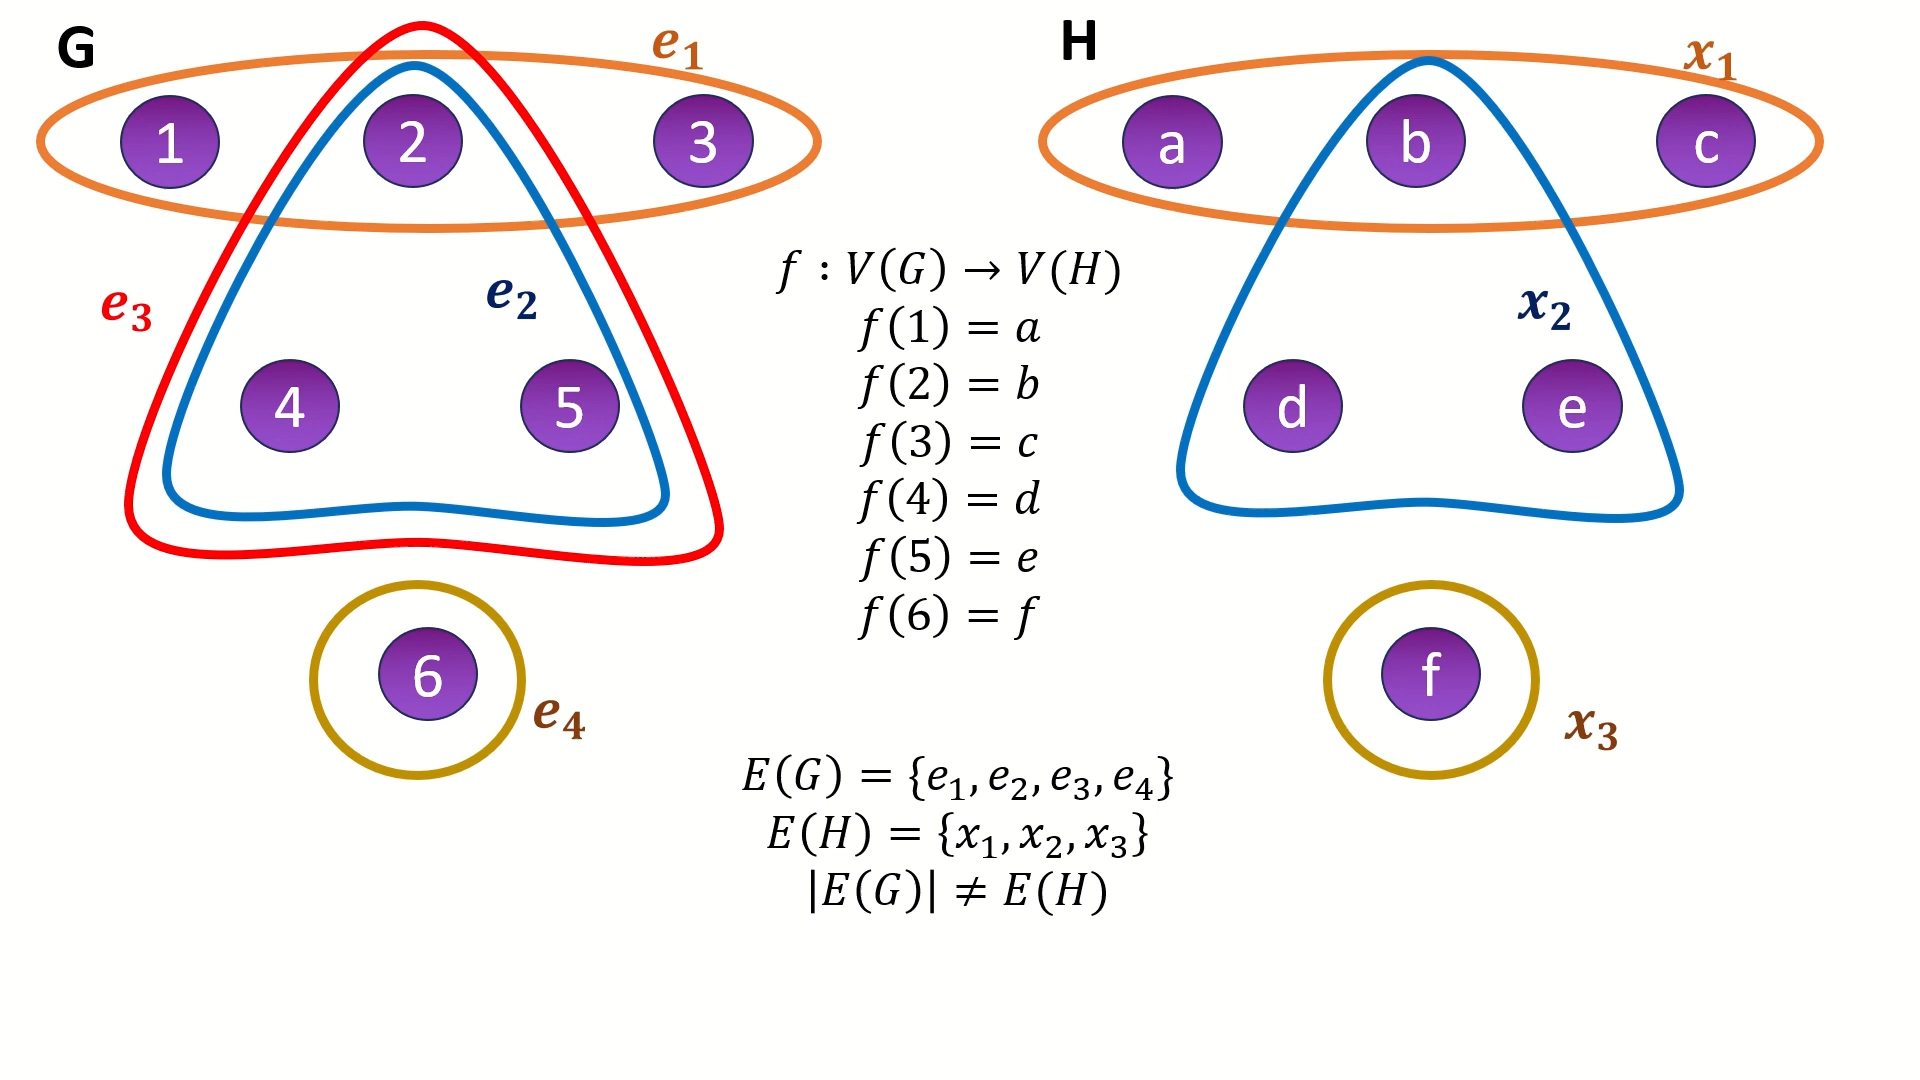 G
e₁
1 2 3
e₃
e₂
4 5
6
e₄
H
x₁
a b c
x₂
d e
f
x₃
f : V(G) → V(H)
f(1) = a
f(2) = b
f(3) = c
f(4) = d
f(5) = e
f(6) = f
E(G) = {e₁, e₂, e₃, e₄}
E(H) = {x₁, x₂, x₃}
|E(G)| ≠ E(H)